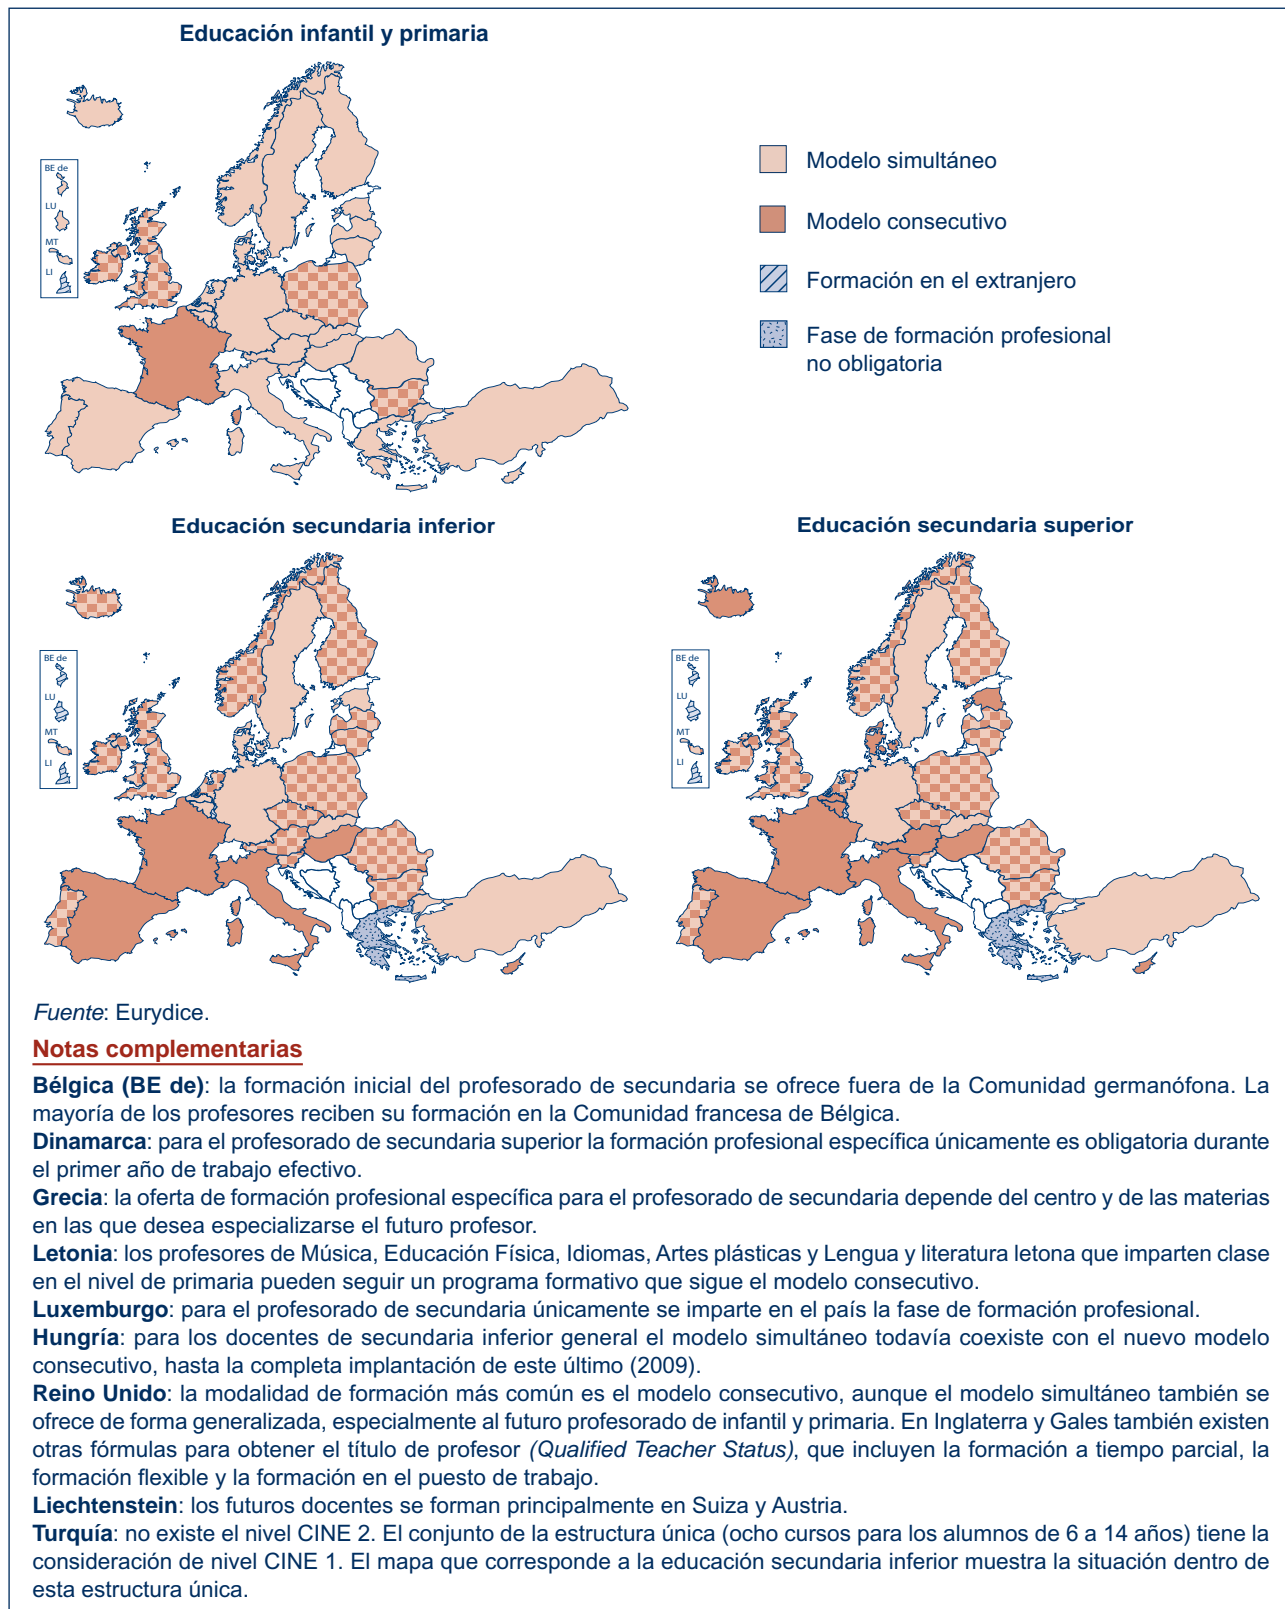 Educación infantil y primaria
BE de
LU
MT
LI
Modelo simultáneo
Modelo consecutivo
Formación en el extranjero
Fase de formación profesional
no obligatoria
Educación secundaria inferior
BE de
LU
MT
LI
Educación secundaria superior
BE de
LU
MT
LI
Fuente: Eurydice.
Notas complementarias
Bélgica (BE de): la formación inicial del profesorado de secundaria se ofrece fuera de la Comunidad germanófona. La
mayoría de los profesores reciben su formación en la Comunidad francesa de Bélgica.
Dinamarca: para el profesorado de secundaria superior la formación profesional específica únicamente es obligatoria durante
el primer año de trabajo efectivo.
Grecia: la oferta de formación profesional específica para el profesorado de secundaria depende del centro y de las materias
en las que desea especializarse el futuro profesor.
Letonia: los profesores de Música, Educación Física, Idiomas, Artes plásticas y Lengua y literatura letona que imparten clase
en el nivel de primaria pueden seguir un programa formativo que sigue el modelo consecutivo.
Luxemburgo: para el profesorado de secundaria únicamente se imparte en el país la fase de formación profesional.
Hungría: para los docentes de secundaria inferior general el modelo simultáneo todavía coexiste con el nuevo modelo
consecutivo, hasta la completa implantación de este último (2009).
Reino Unido: la modalidad de formación más común es el modelo consecutivo, aunque el modelo simultáneo también se
ofrece de forma generalizada, especialmente al futuro profesorado de infantil y primaria. En Inglaterra y Gales también existen
otras fórmulas para obtener el título de profesor (Qualified Teacher Status), que incluyen la formación a tiempo parcial, la
formación flexible y la formación en el puesto de trabajo.
Liechtenstein: los futuros docentes se forman principalmente en Suiza y Austria.
Turquía: no existe el nivel CINE 2. El conjunto de la estructura única (ocho cursos para los alumnos de 6 a 14 años) tiene la
consideración de nivel CINE 1. El mapa que corresponde a la educación secundaria inferior muestra la situación dentro de
esta estructura única.